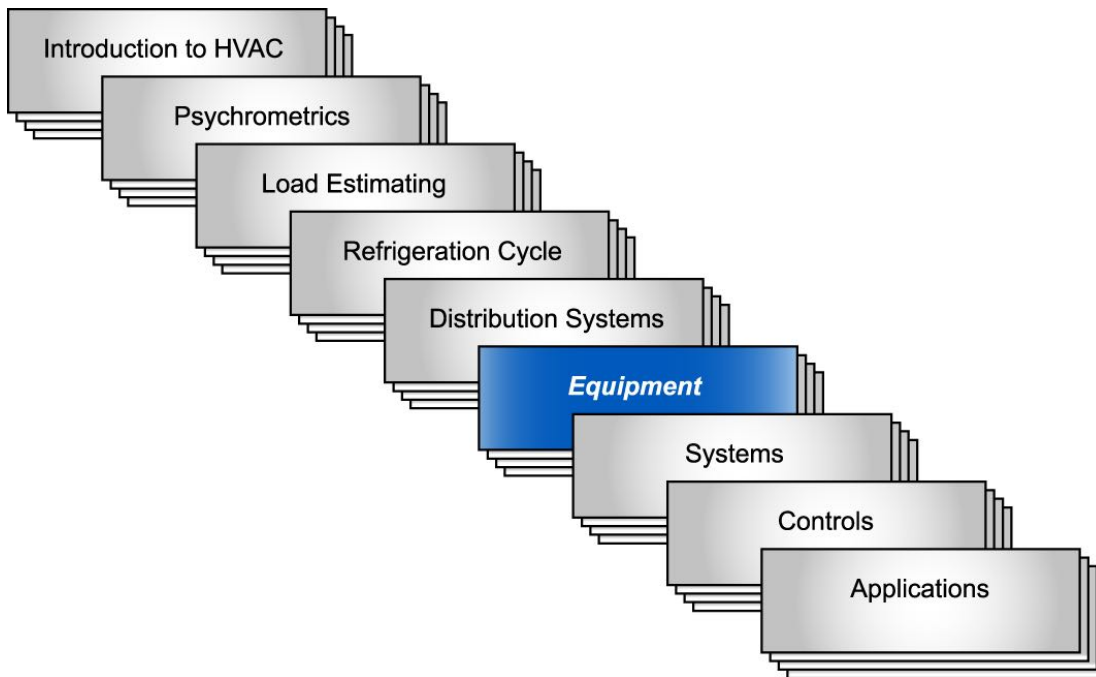 Introduction to HVAC
Psychrometrics
Load Estimating
Refrigeration Cycle
Distribution Systems
Equipment
Systems
Controls
Applications